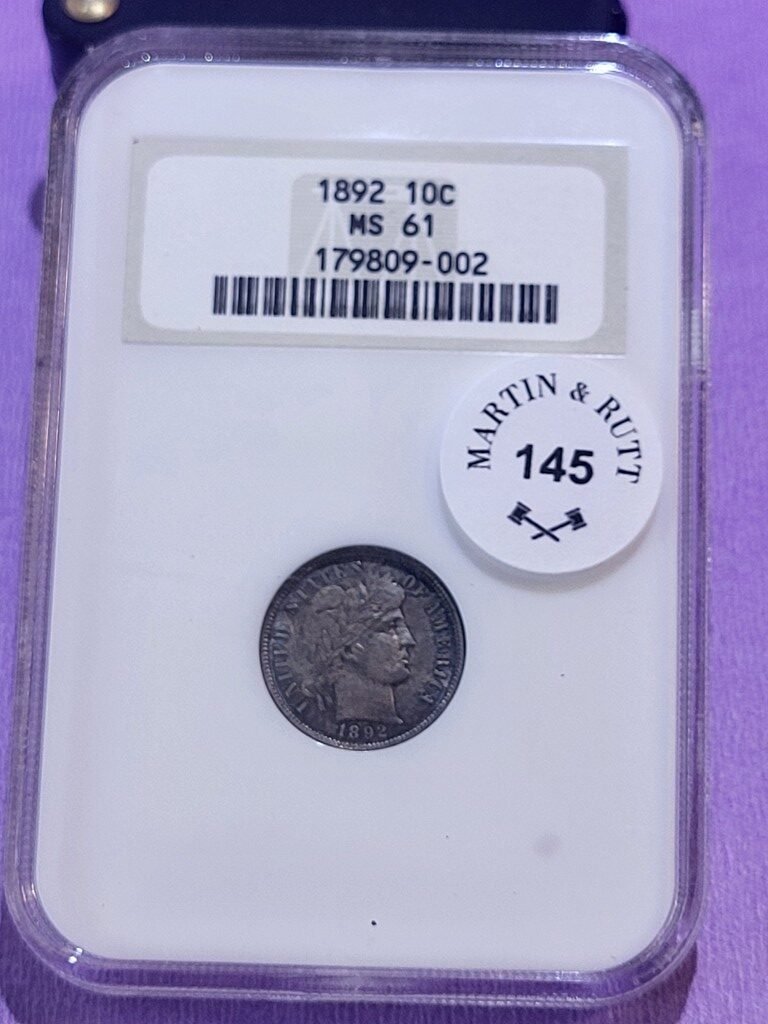 1892 10C
MS 61
179809-002
MARTIN & RUTT
145
UNITED STATES OF AMERICA
1892